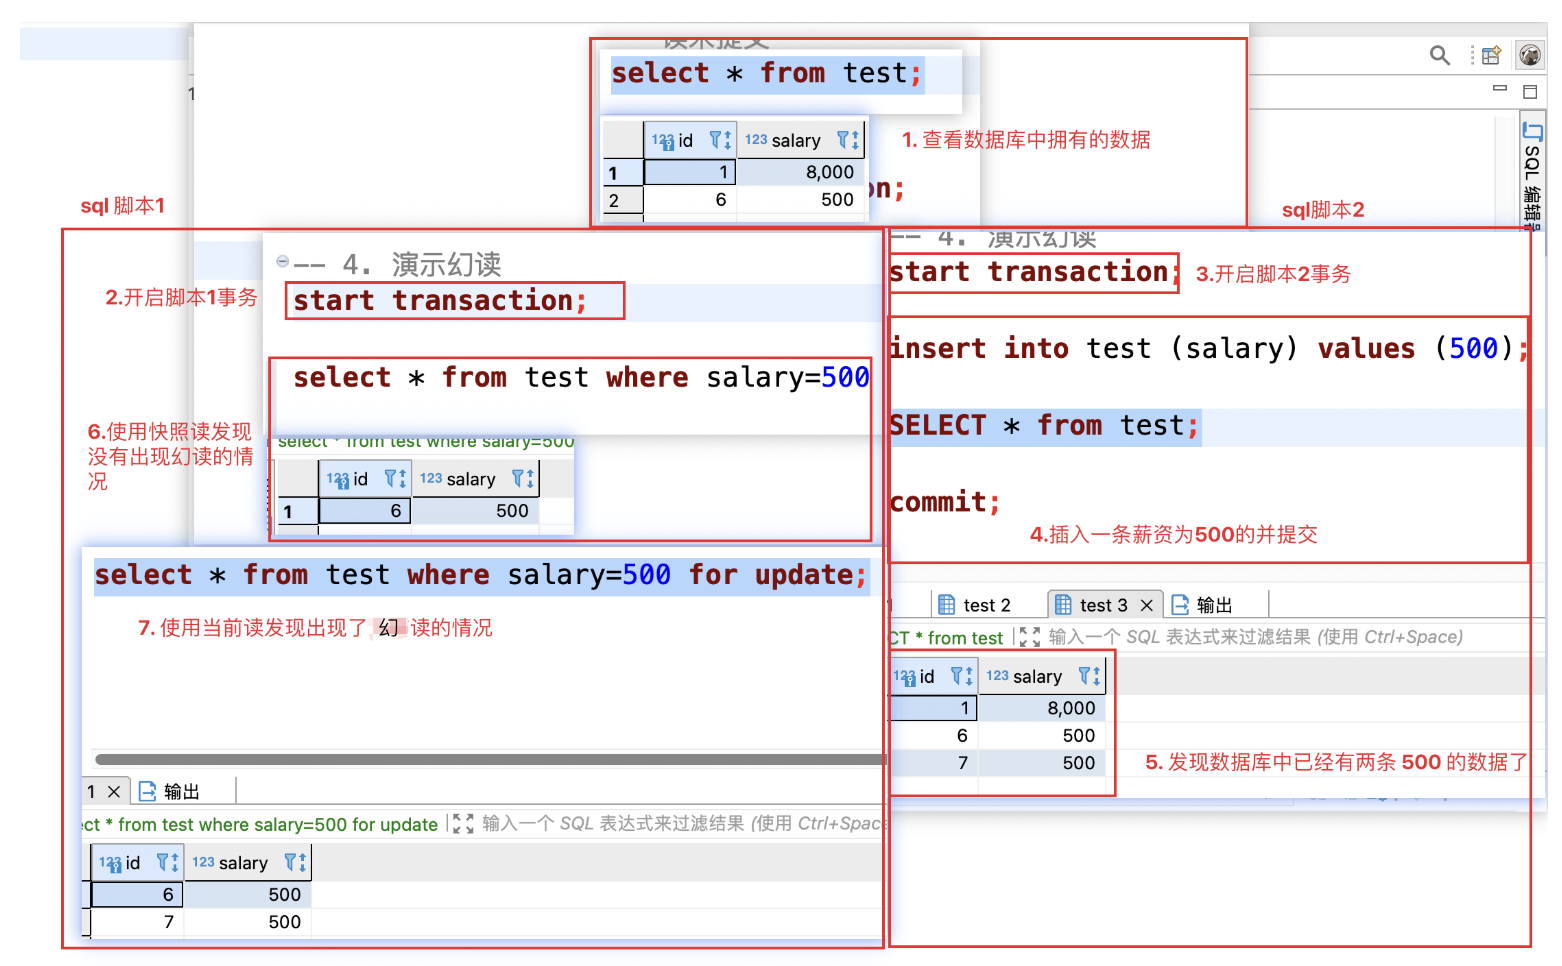 select * from test;
id salary
1 1 8,000
2 6 500
1. 查看数据库中拥有的数据
on;
SQL 编辑
sql 脚本1
sql脚本2
-- 4. 演示幻读
2.开启脚本1事务
start transaction;
select * from test where salary=500
6.使用快照读发现
没有出现幻读的情
况
select * from test where salary=500
id salary
1 6 500
select * from test where salary=500 for update;
7. 使用当前读发现出现了 幻 读的情况
1 × 输出
ect * from test where salary=500 for update 输入一个 SQL 表达式来过滤结果 (使用 Ctrl+Space
id salary
6 500
7 500
-- 4. 演示幻读
start transaction;
3.开启脚本2事务
insert into test (salary) values (500);
SELECT * from test;
commit;
4.插入一条薪资为500的并提交
test 2 test 3 × 输出
CT * from test 输入一个 SQL 表达式来过滤结果 (使用 Ctrl+Space)
id salary
1 8,000
6 500
7 500
5. 发现数据库中已经有两条 500 的数据了